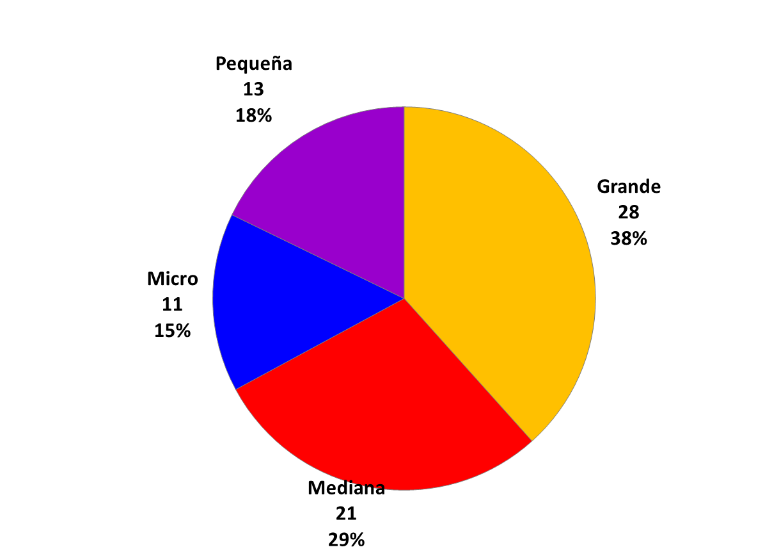 Pequeña
13
18%
Grande
28
38%
Micro
11
15%
Mediana
21
29%